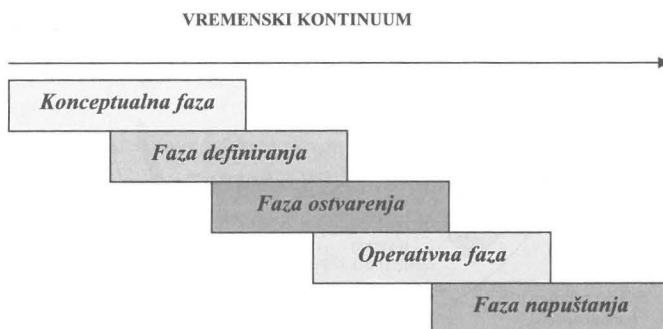 VREMENSKI KONTINUUM
Konceptualna faza
Faza definiranja
Faza ostvarenja
Operativna faza
Faza napuštanja